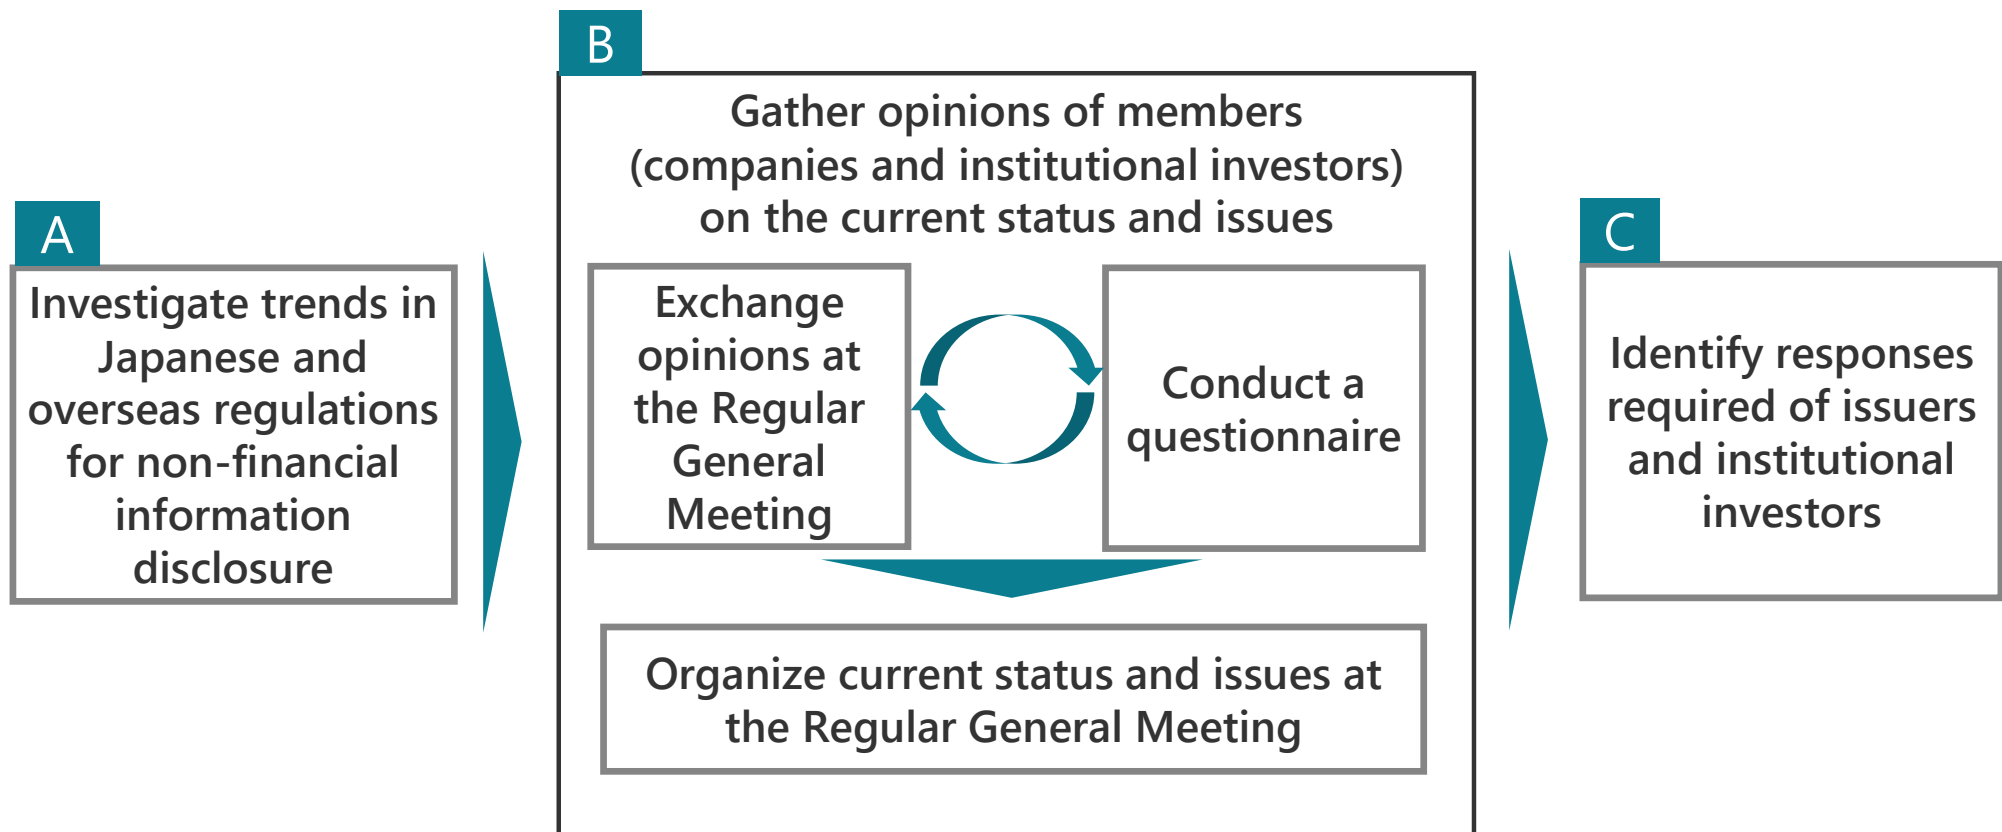 A
Investigate trends in
Japanese and
overseas regulations
for non-financial
information
disclosure
B
Gather opinions of members
(companies and institutional investors)
on the current status and issues
Exchange
opinions at
the Regular
General
Meeting
Conduct a
questionnaire
Organize current status and issues at
the Regular General Meeting
C
Identify responses
required of issuers
and institutional
investors